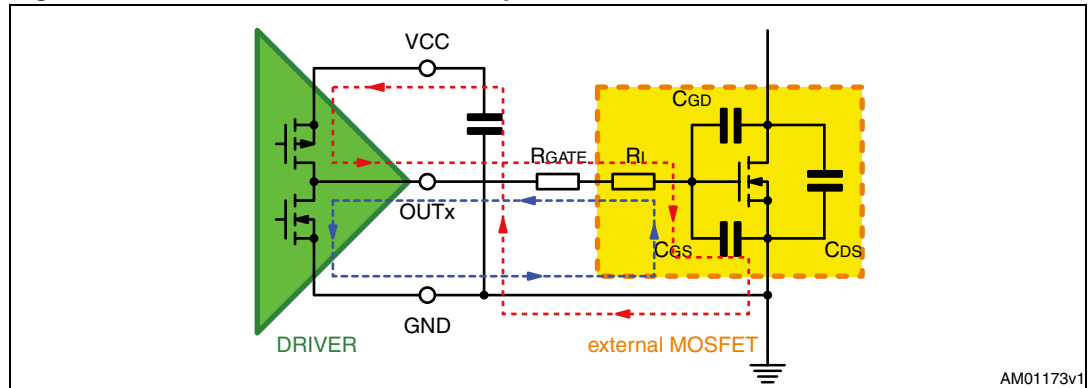 VCC
CGD
RGATE
RI
OUTx
CGS
CDS
GND
DRIVER
external MOSFET
AM01173v1